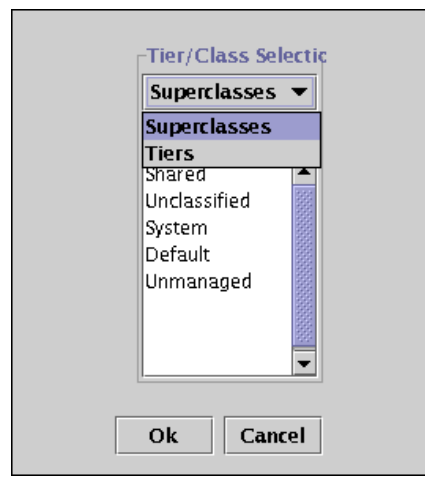 Tier/Class Selectic
Superclasses
Superclasses
Tiers
Shared
Unclassified
System
Default
Unmanaged
Ok Cancel